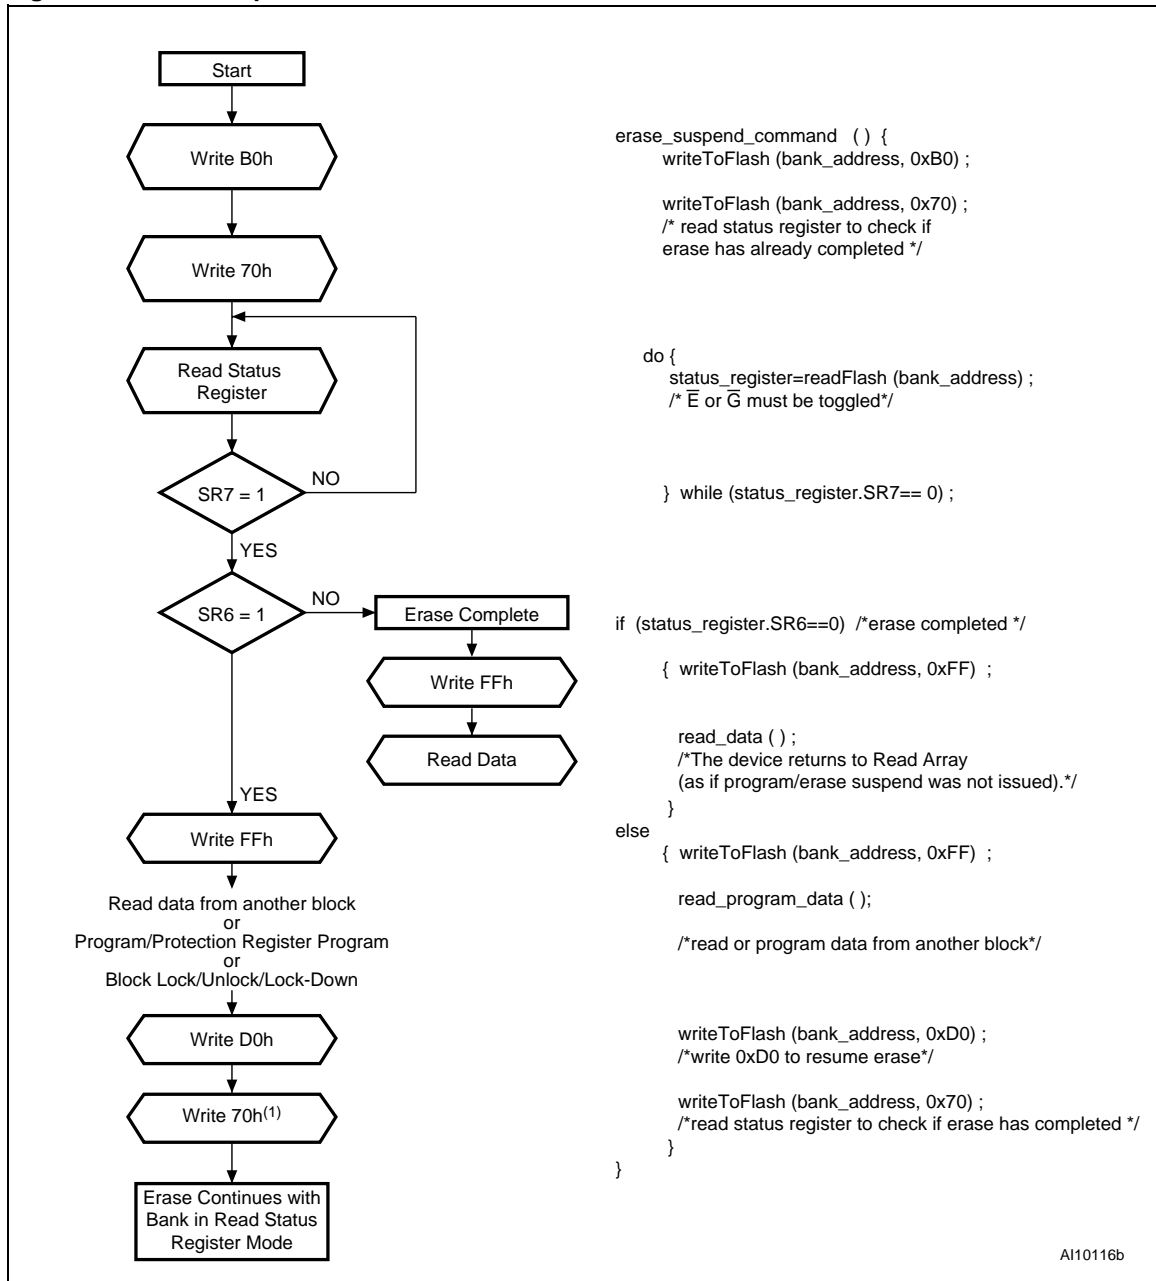 Start
Write B0h
Write 70h
Read Status
Register
SR7 = 1
NO
YES
SR6 = 1
NO
Erase Complete
Write FFh
Read Data
YES
Write FFh
Read data from another block
or
Program/Protection Register Program
or
Block Lock/Unlock/Lock-Down
Write D0h
Write 70h(1)
Erase Continues with
Bank in Read Status
Register Mode
erase_suspend_command ( ) {
writeToFlash (bank_address, 0xB0) ;
writeToFlash (bank_address, 0x70) ;
/* read status register to check if
erase has already completed */
do {
status_register=readFlash (bank_address) ;
/* E̅ or G̅ must be toggled*/
} while (status_register.SR7== 0) ;
if (status_register.SR6==0) /*erase completed */
{ writeToFlash (bank_address, 0xFF) ;
read_data ( ) ;
/*The device returns to Read Array
(as if program/erase suspend was not issued).*/
}
else
{ writeToFlash (bank_address, 0xFF) ;
read_program_data ( );
/*read or program data from another block*/
writeToFlash (bank_address, 0xD0) ;
/*write 0xD0 to resume erase*/
writeToFlash (bank_address, 0x70) ;
/*read status register to check if erase has completed */
}
}
AI10116b